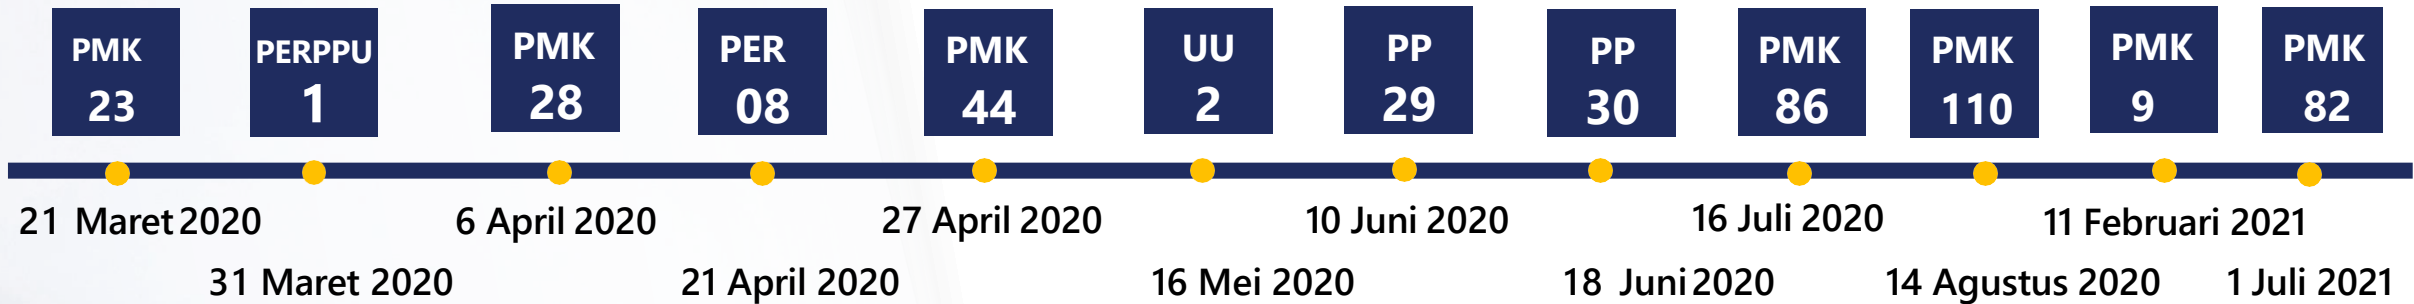 PMK
23
PERPPU
1
PMK
28
PER
08
PMK
44
UU
2
PP
29
PP
30
PMK
86
PMK
110
PMK
9
PMK
82
21 Maret 2020
31 Maret 2020
6 April 2020
21 April 2020
27 April 2020
16 Mei 2020
10 Juni 2020
18 Juni 2020
16 Juli 2020
14 Agustus 2020
11 Februari 2021
1 Juli 2021